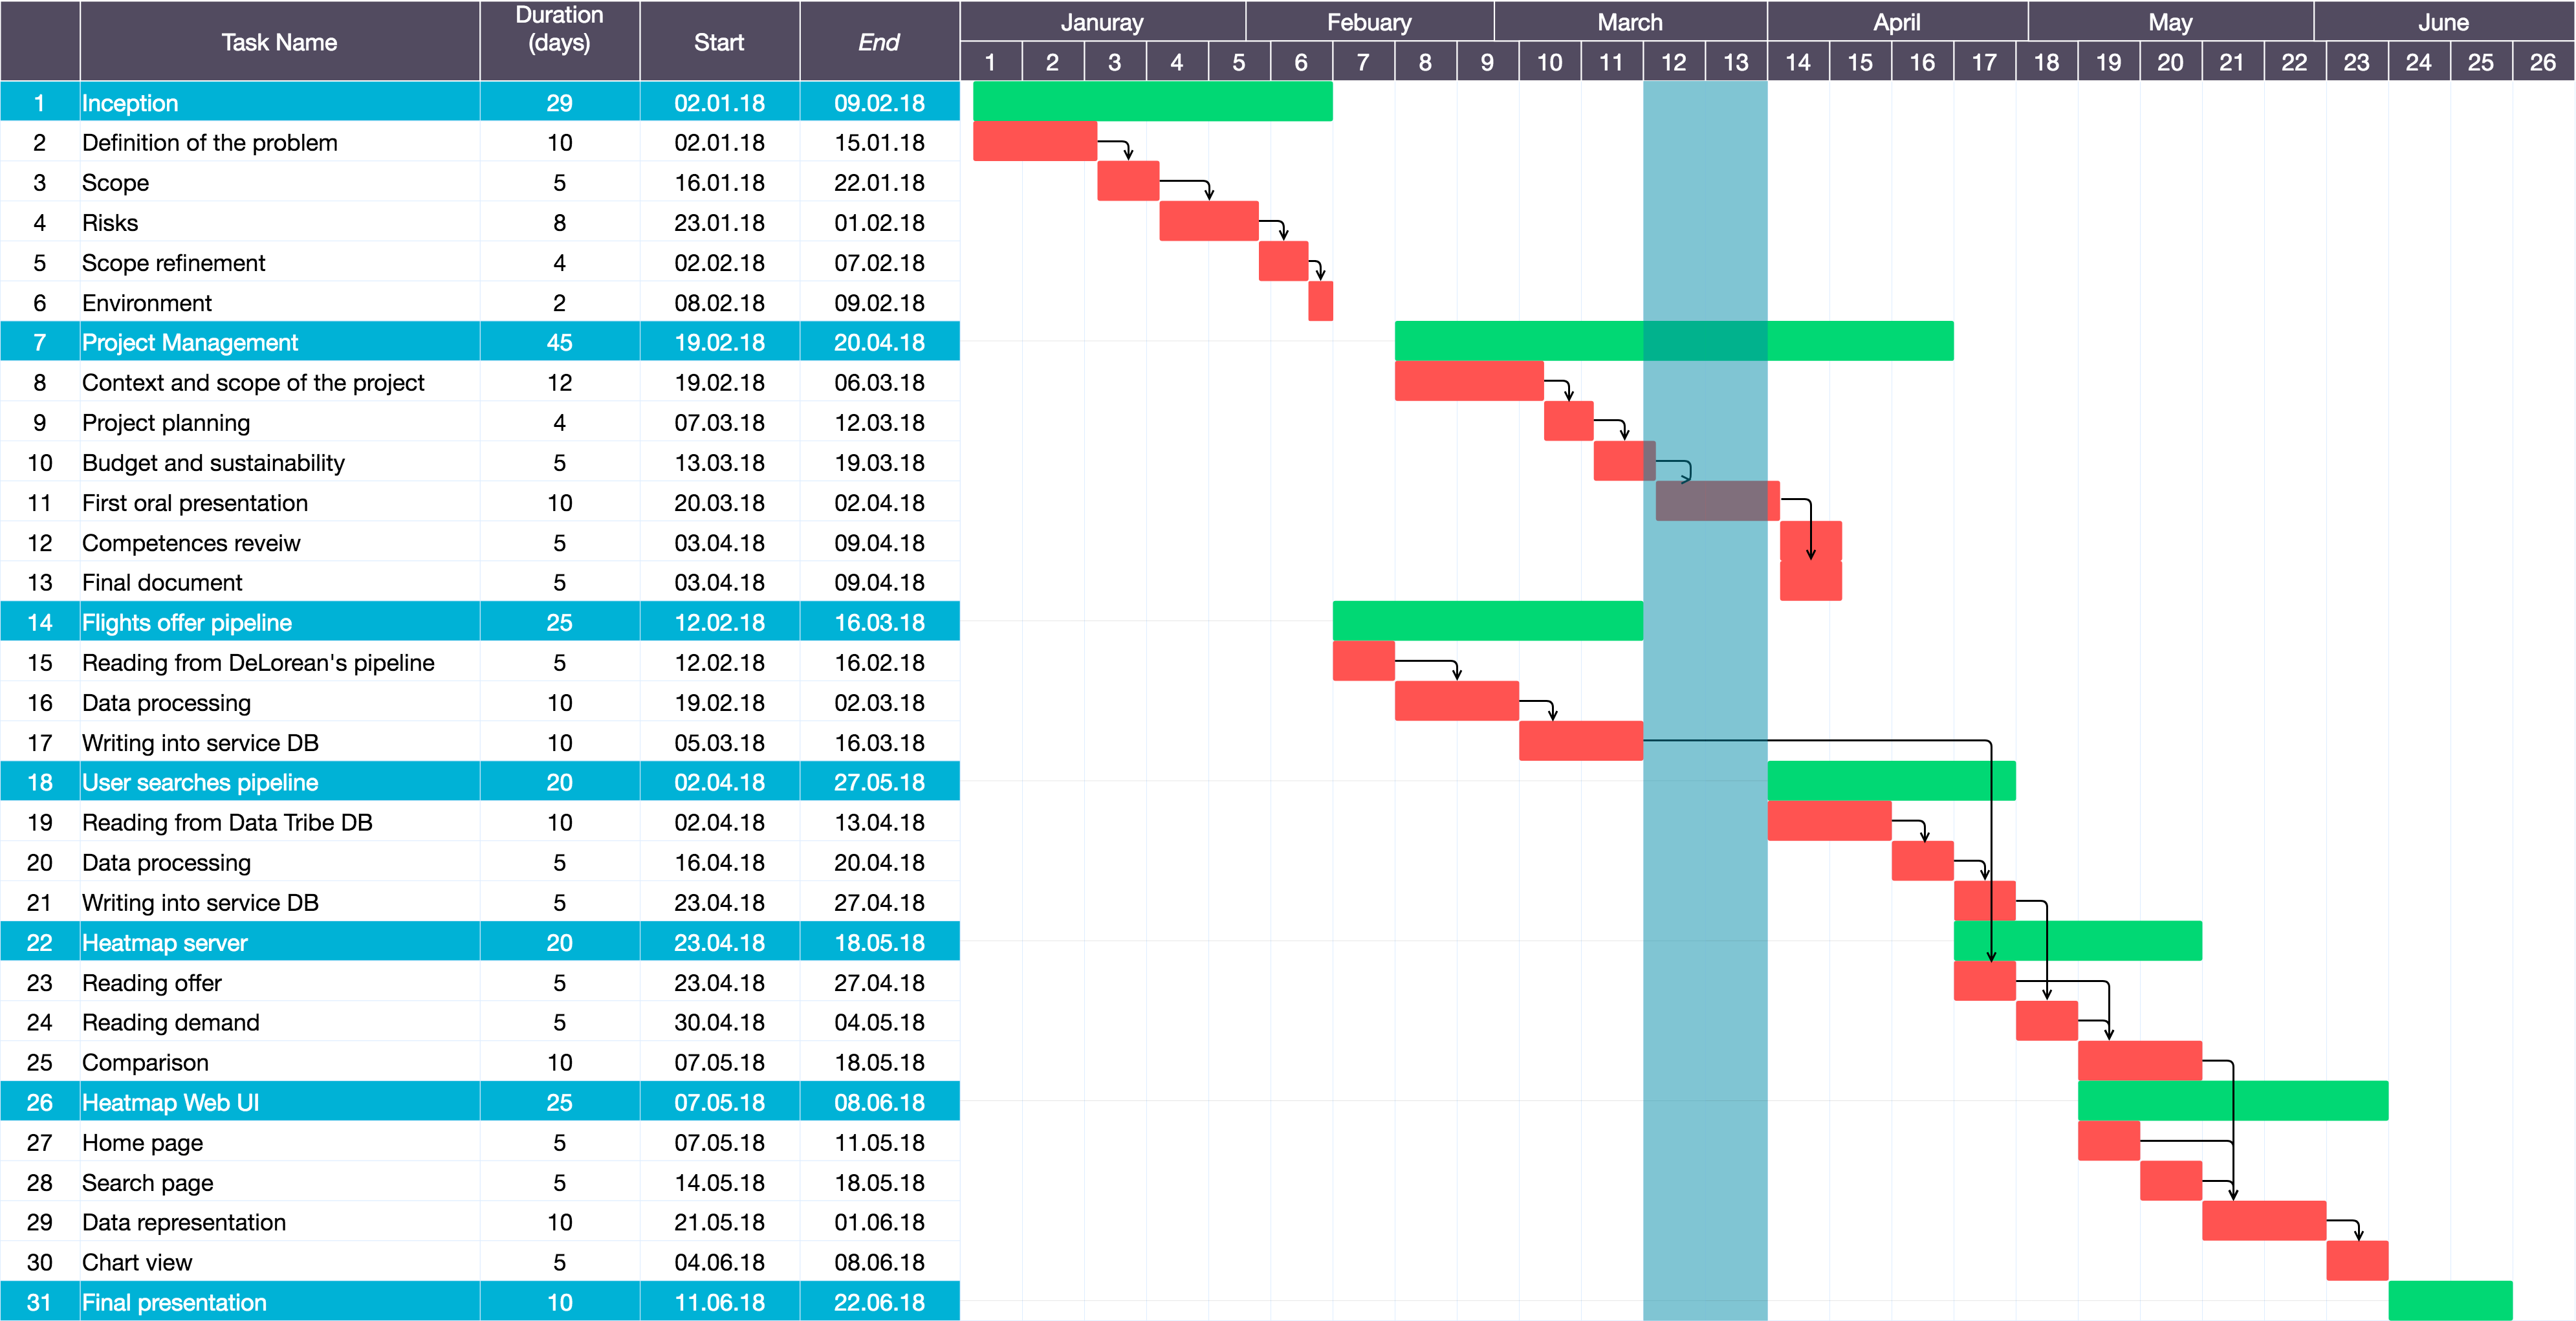 Task Name Duration (days) Start End Januray Febuary March April May June
1 2 3 4 5 6 7 8 9 10 11 12 13 14 15 16 17 18 19 20 21 22 23 24 25 26
1 Inception 29 02.01.18 09.02.18
2 Definition of the problem 10 02.01.18 15.01.18
3 Scope 5 16.01.18 22.01.18
4 Risks 8 23.01.18 01.02.18
5 Scope refinement 4 02.02.18 07.02.18
6 Environment 2 08.02.18 09.02.18
7 Project Management 45 19.02.18 20.04.18
8 Context and scope of the project 12 19.02.18 06.03.18
9 Project planning 4 07.03.18 12.03.18
10 Budget and sustainability 5 13.03.18 19.03.18
11 First oral presentation 10 20.03.18 02.04.18
12 Competences reveiw 5 03.04.18 09.04.18
13 Final document 5 03.04.18 09.04.18
14 Flights offer pipeline 25 12.02.18 16.03.18
15 Reading from DeLorean's pipeline 5 12.02.18 16.02.18
16 Data processing 10 19.02.18 02.03.18
17 Writing into service DB 10 05.03.18 16.03.18
18 User searches pipeline 20 02.04.18 27.05.18
19 Reading from Data Tribe DB 10 02.04.18 13.04.18
20 Data processing 5 16.04.18 20.04.18
21 Writing into service DB 5 23.04.18 27.04.18
22 Heatmap server 20 23.04.18 18.05.18
23 Reading offer 5 23.04.18 27.04.18
24 Reading demand 5 30.04.18 04.05.18
25 Comparison 10 07.05.18 18.05.18
26 Heatmap Web UI 25 07.05.18 08.06.18
27 Home page 5 07.05.18 11.05.18
28 Search page 5 14.05.18 18.05.18
29 Data representation 10 21.05.18 01.06.18
30 Chart view 5 04.06.18 08.06.18
31 Final presentation 10 11.06.18 22.06.18